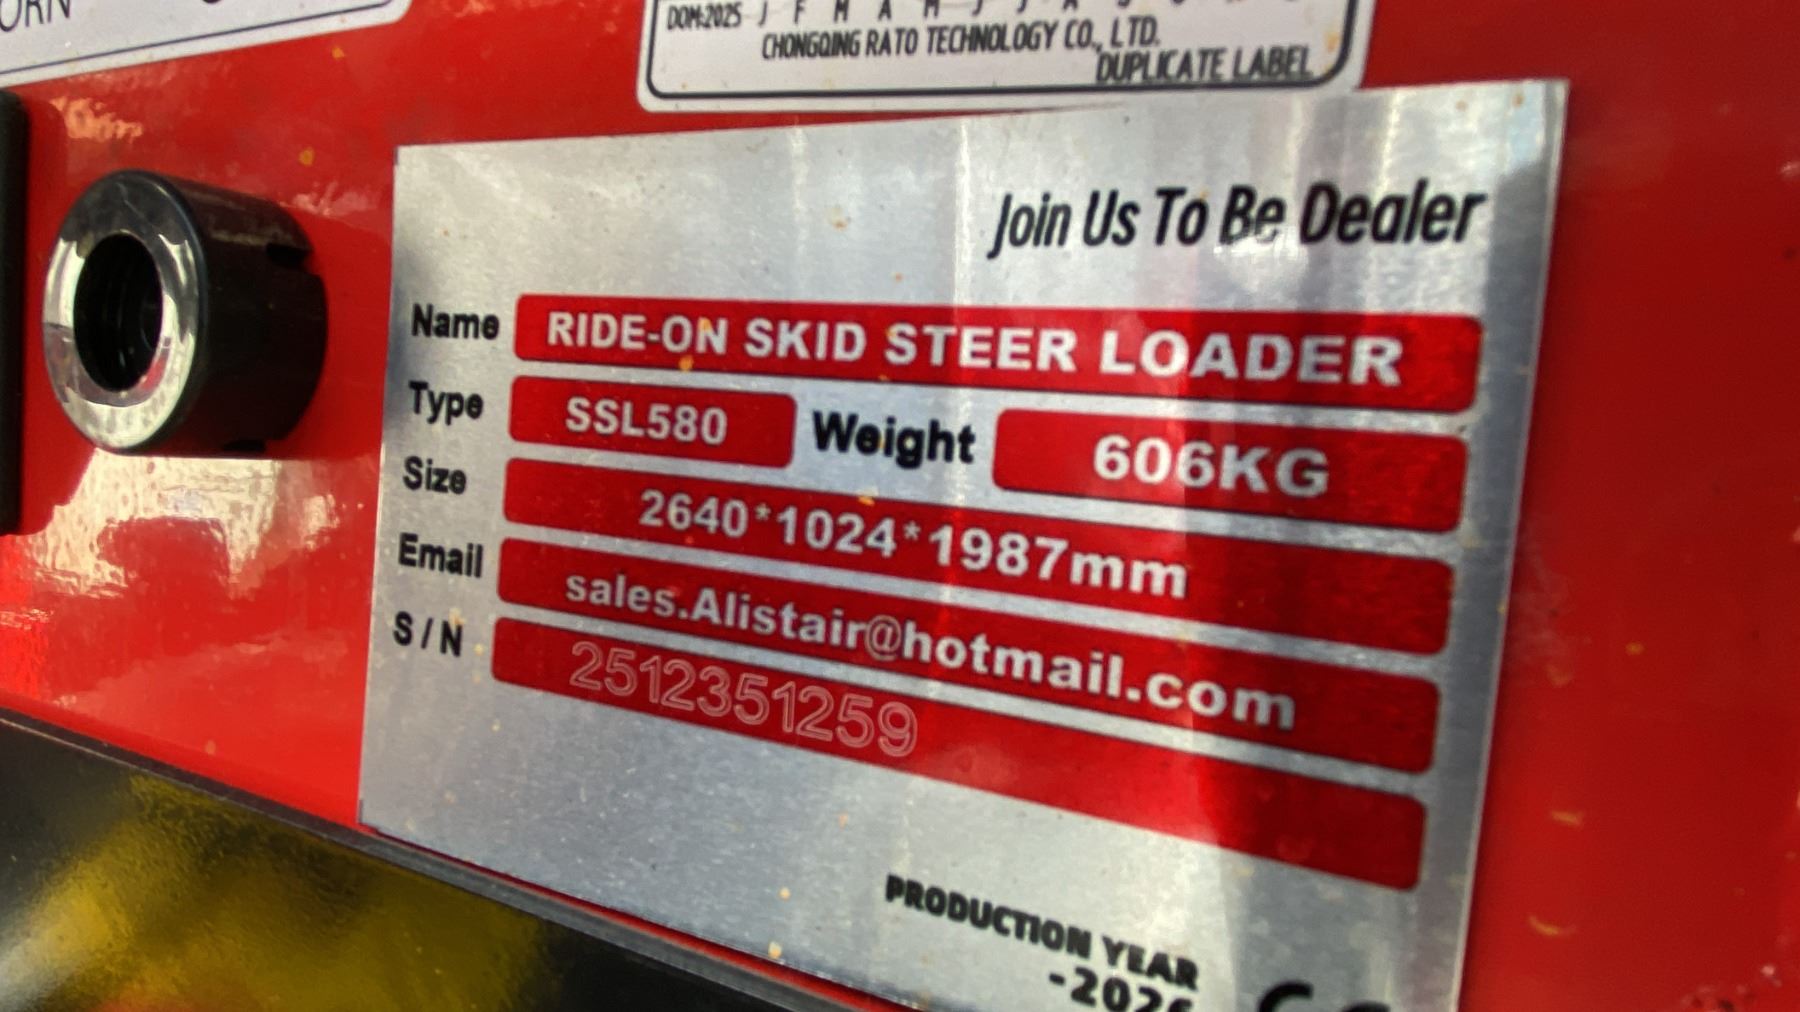 DOM:2025 J F M A M J J A
CHONGQING RATO TECHNOLOGY CO., LTD.
DUPLICATE LABEL
Join Us To Be Dealer
Name RIDE-ON SKID STEER LOADER
Type SSL580 Weight 606KG
Size 2640*1024*1987mm
Email sales.Alistair@hotmail.com
S/N 2512351259
PRODUCTION YEAR